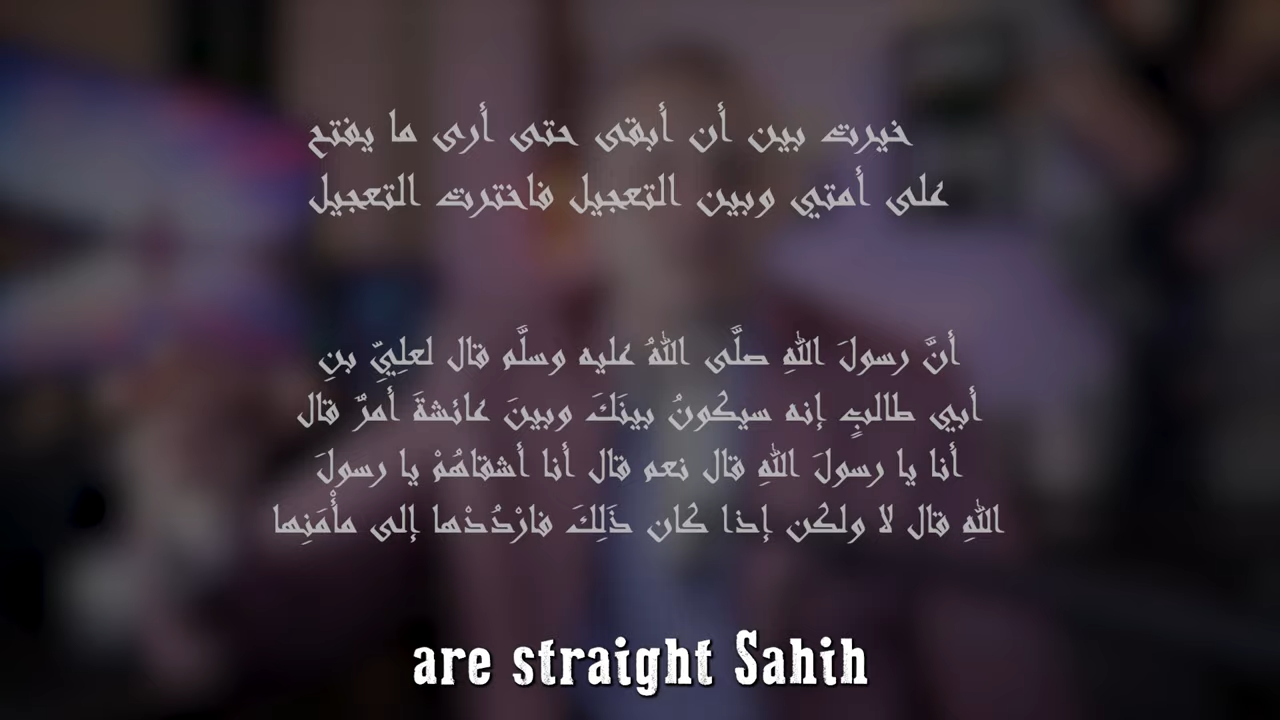 خيرت بين أن أبقى حتى أرى ما يفتح
على أمتي وبين التعجيل فاخترت التعجيل
أنَّ رسولَ اللهِ صلَّى اللهُ عليه وسلَّم قال لعلِيِّ بنِ
أبي طالبٍ إنه سيكونُ بينَكَ وبينَ عائشةَ أمرٌ قال
أنا يا رسولَ اللهِ قال نعم قال أنا أشقاهُمْ يا رسولَ
اللهِ قال لا ولكن إذا كان ذَلِكَ فارْدُدْها إلى مأْمَنِها
are straight Sahih